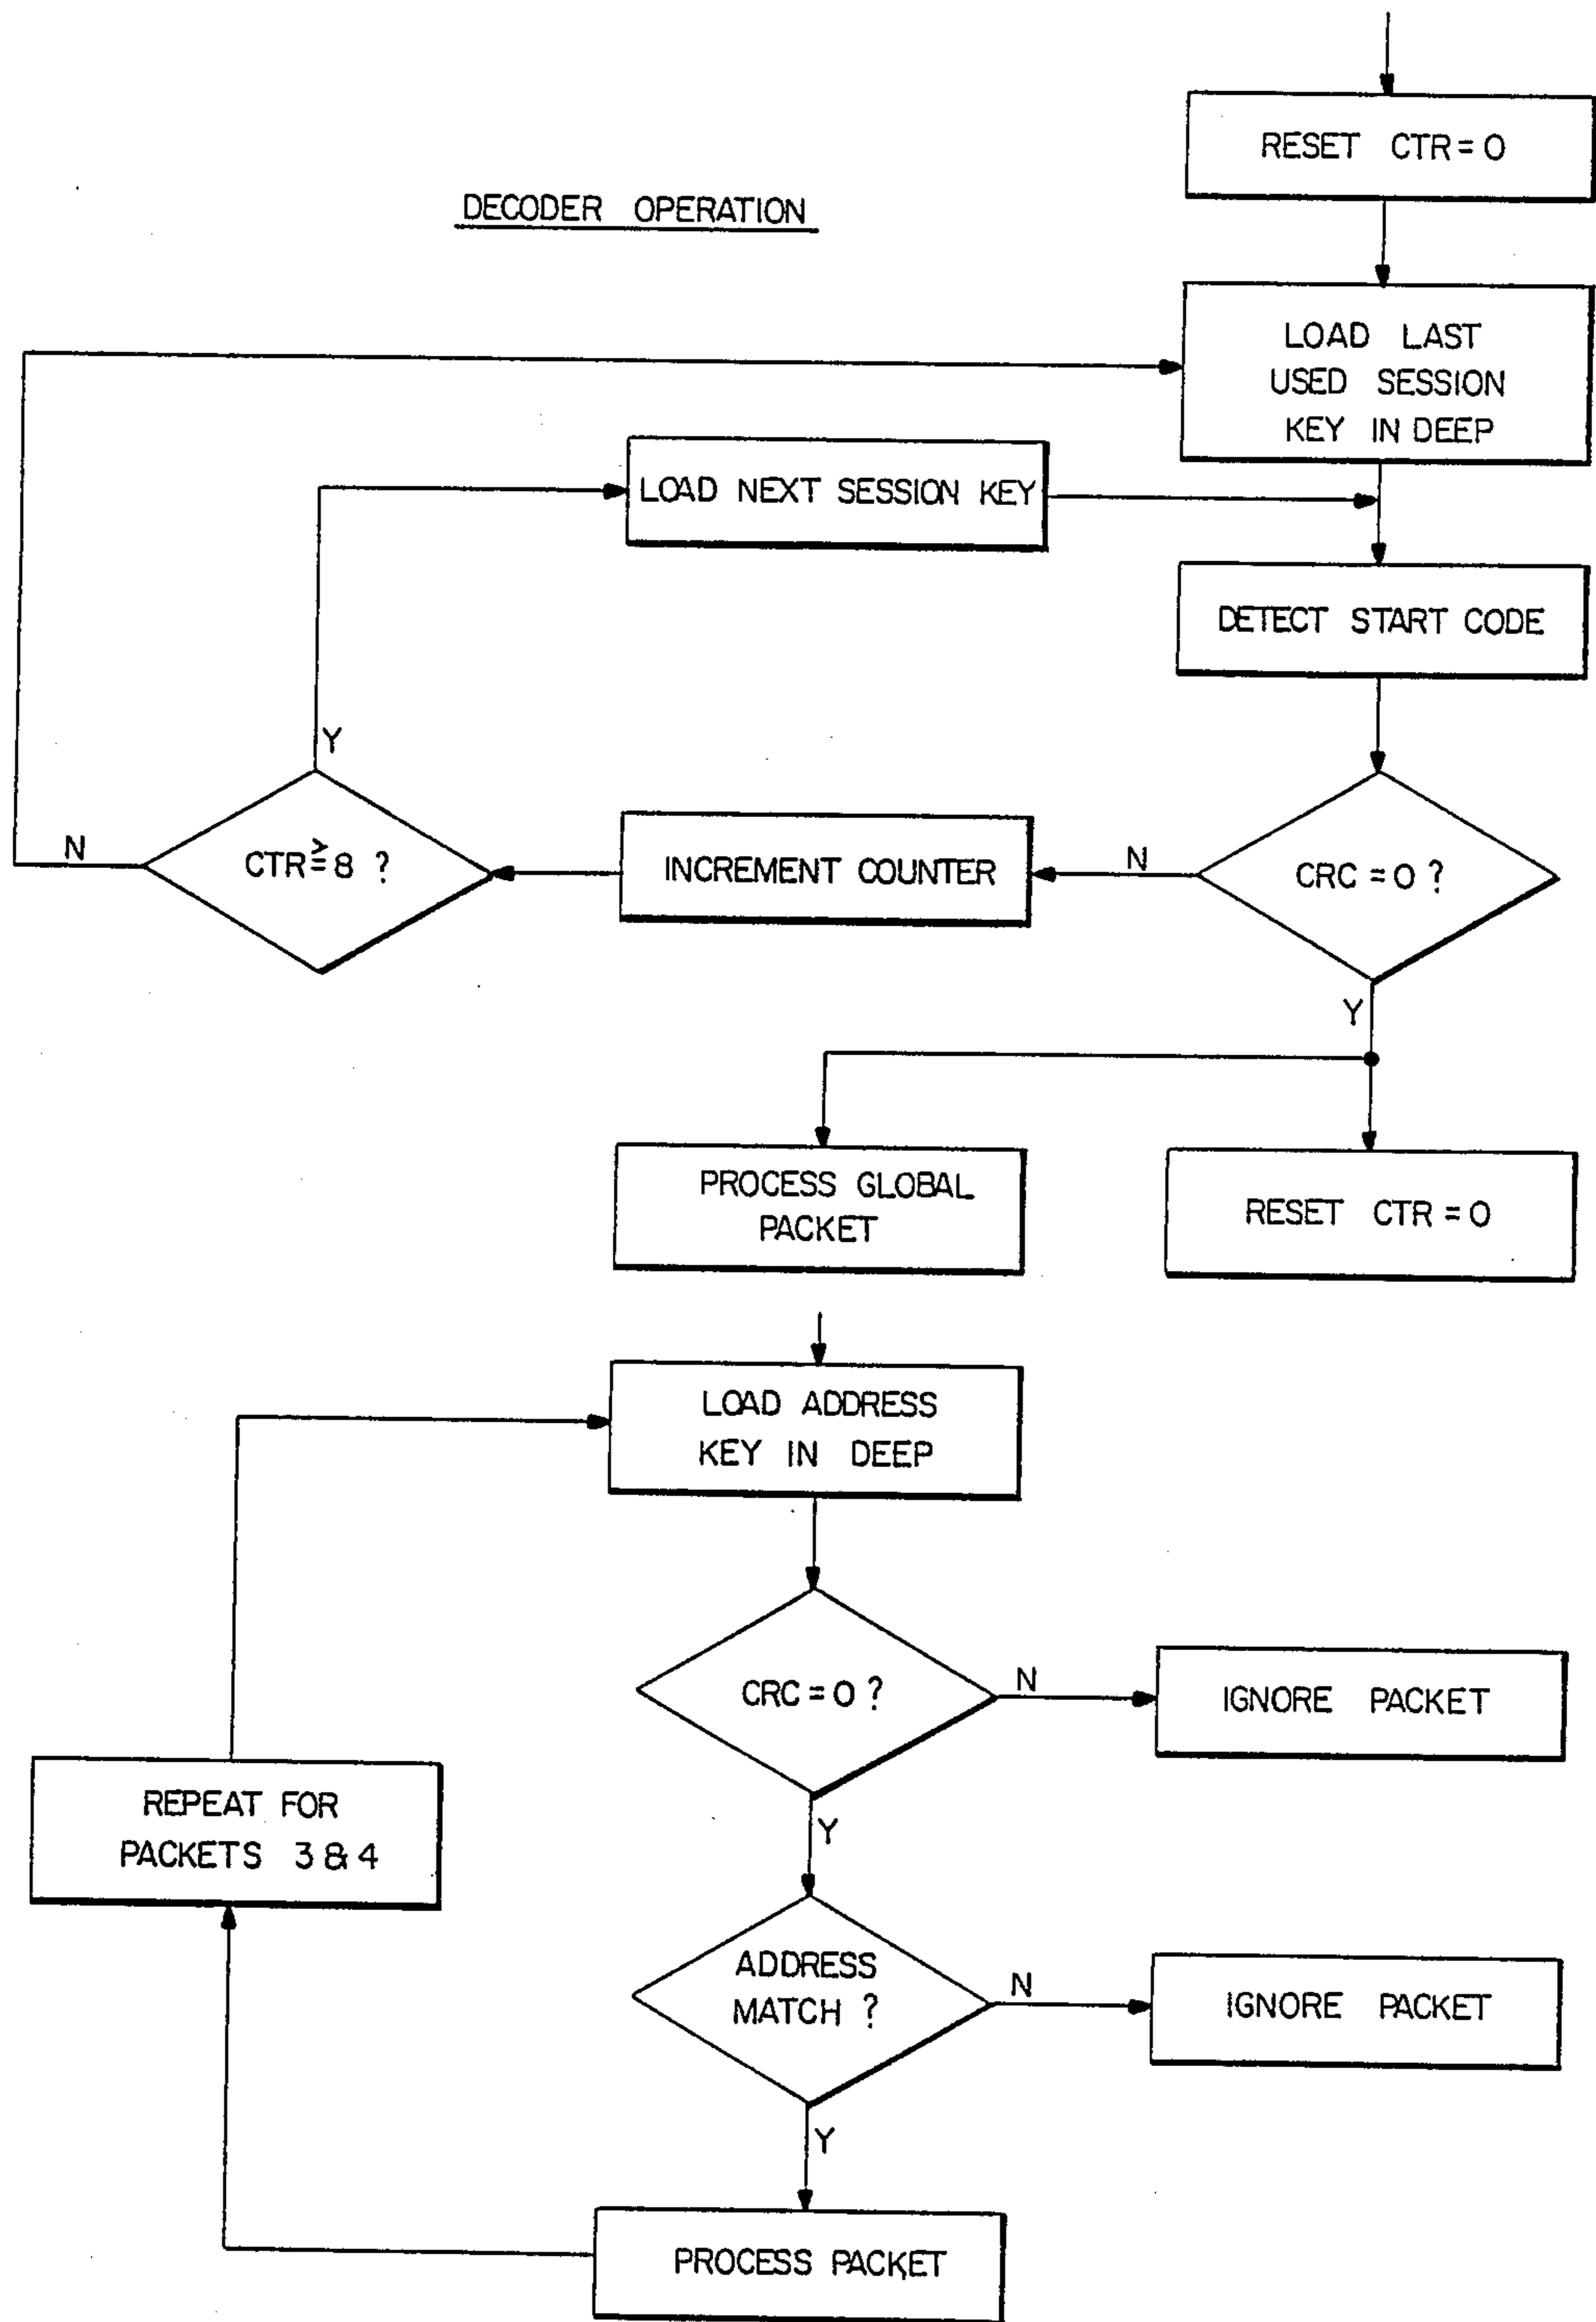 RESET CTR = 0
DECODER OPERATION
LOAD LAST
USED SESSION
KEY IN DEEP
LOAD NEXT SESSION KEY
DETECT START CODE
Y
N
CTR ≥ 8 ?
INCREMENT COUNTER
N
CRC = 0 ?
Y
PROCESS GLOBAL
PACKET
RESET CTR = 0
LOAD ADDRESS
KEY IN DEEP
CRC = 0 ?
N
IGNORE PACKET
REPEAT FOR
PACKETS 3 & 4
Y
ADDRESS
MATCH ?
N
IGNORE PACKET
Y
PROCESS PACKET